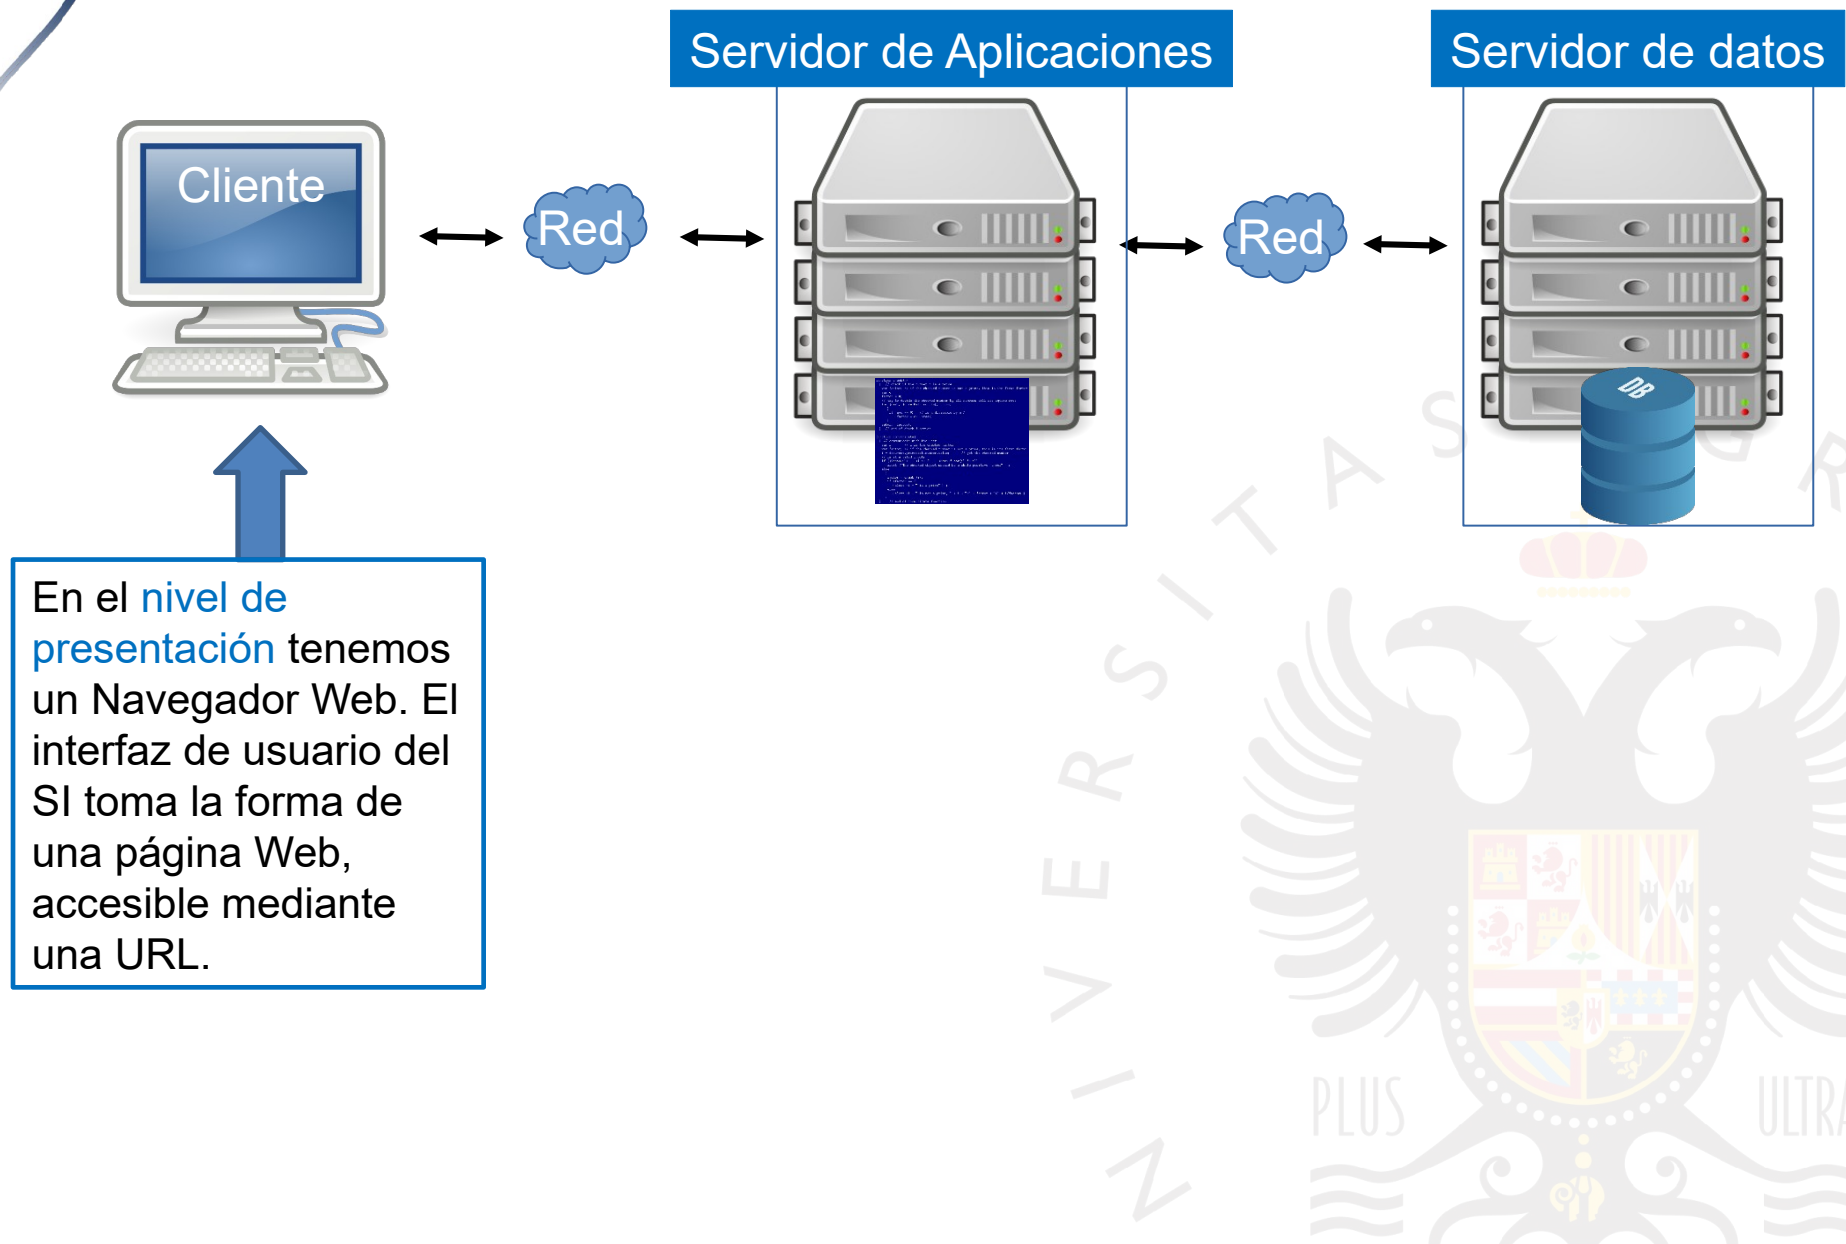 Servidor de Aplicaciones
Servidor de datos
Cliente
Red
Red
DB
En el nivel de
presentación tenemos
un Navegador Web. El
interfaz de usuario del
SI toma la forma de
una página Web,
accesible mediante
una URL.
N I V E R S I T A S G R
PLUS
ULTRA